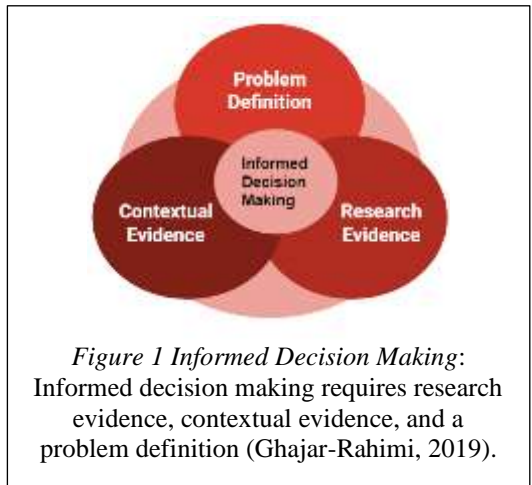 Problem
Definition
Informed
Decision
Making
Contextual
Evidence
Research
Evidence
Figure 1 Informed Decision Making:
Informed decision making requires research
evidence, contextual evidence, and a
problem definition (Ghajar-Rahimi, 2019).